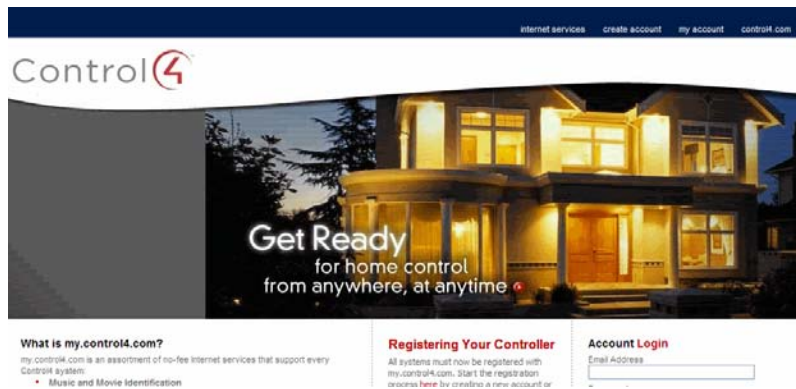 internet services create account my account control4.com
Control4
Get Ready
for home control
from anywhere, at anytime
What is my.control4.com?
my.control4.com is an assortment of no-fee Internet services that support every
Control4 system:
• Music and Movie Identification
Registering Your Controller
All systems must now be registered with
my.control4.com. Start the registration
process here by creating a new account or
Account Login
Email Address